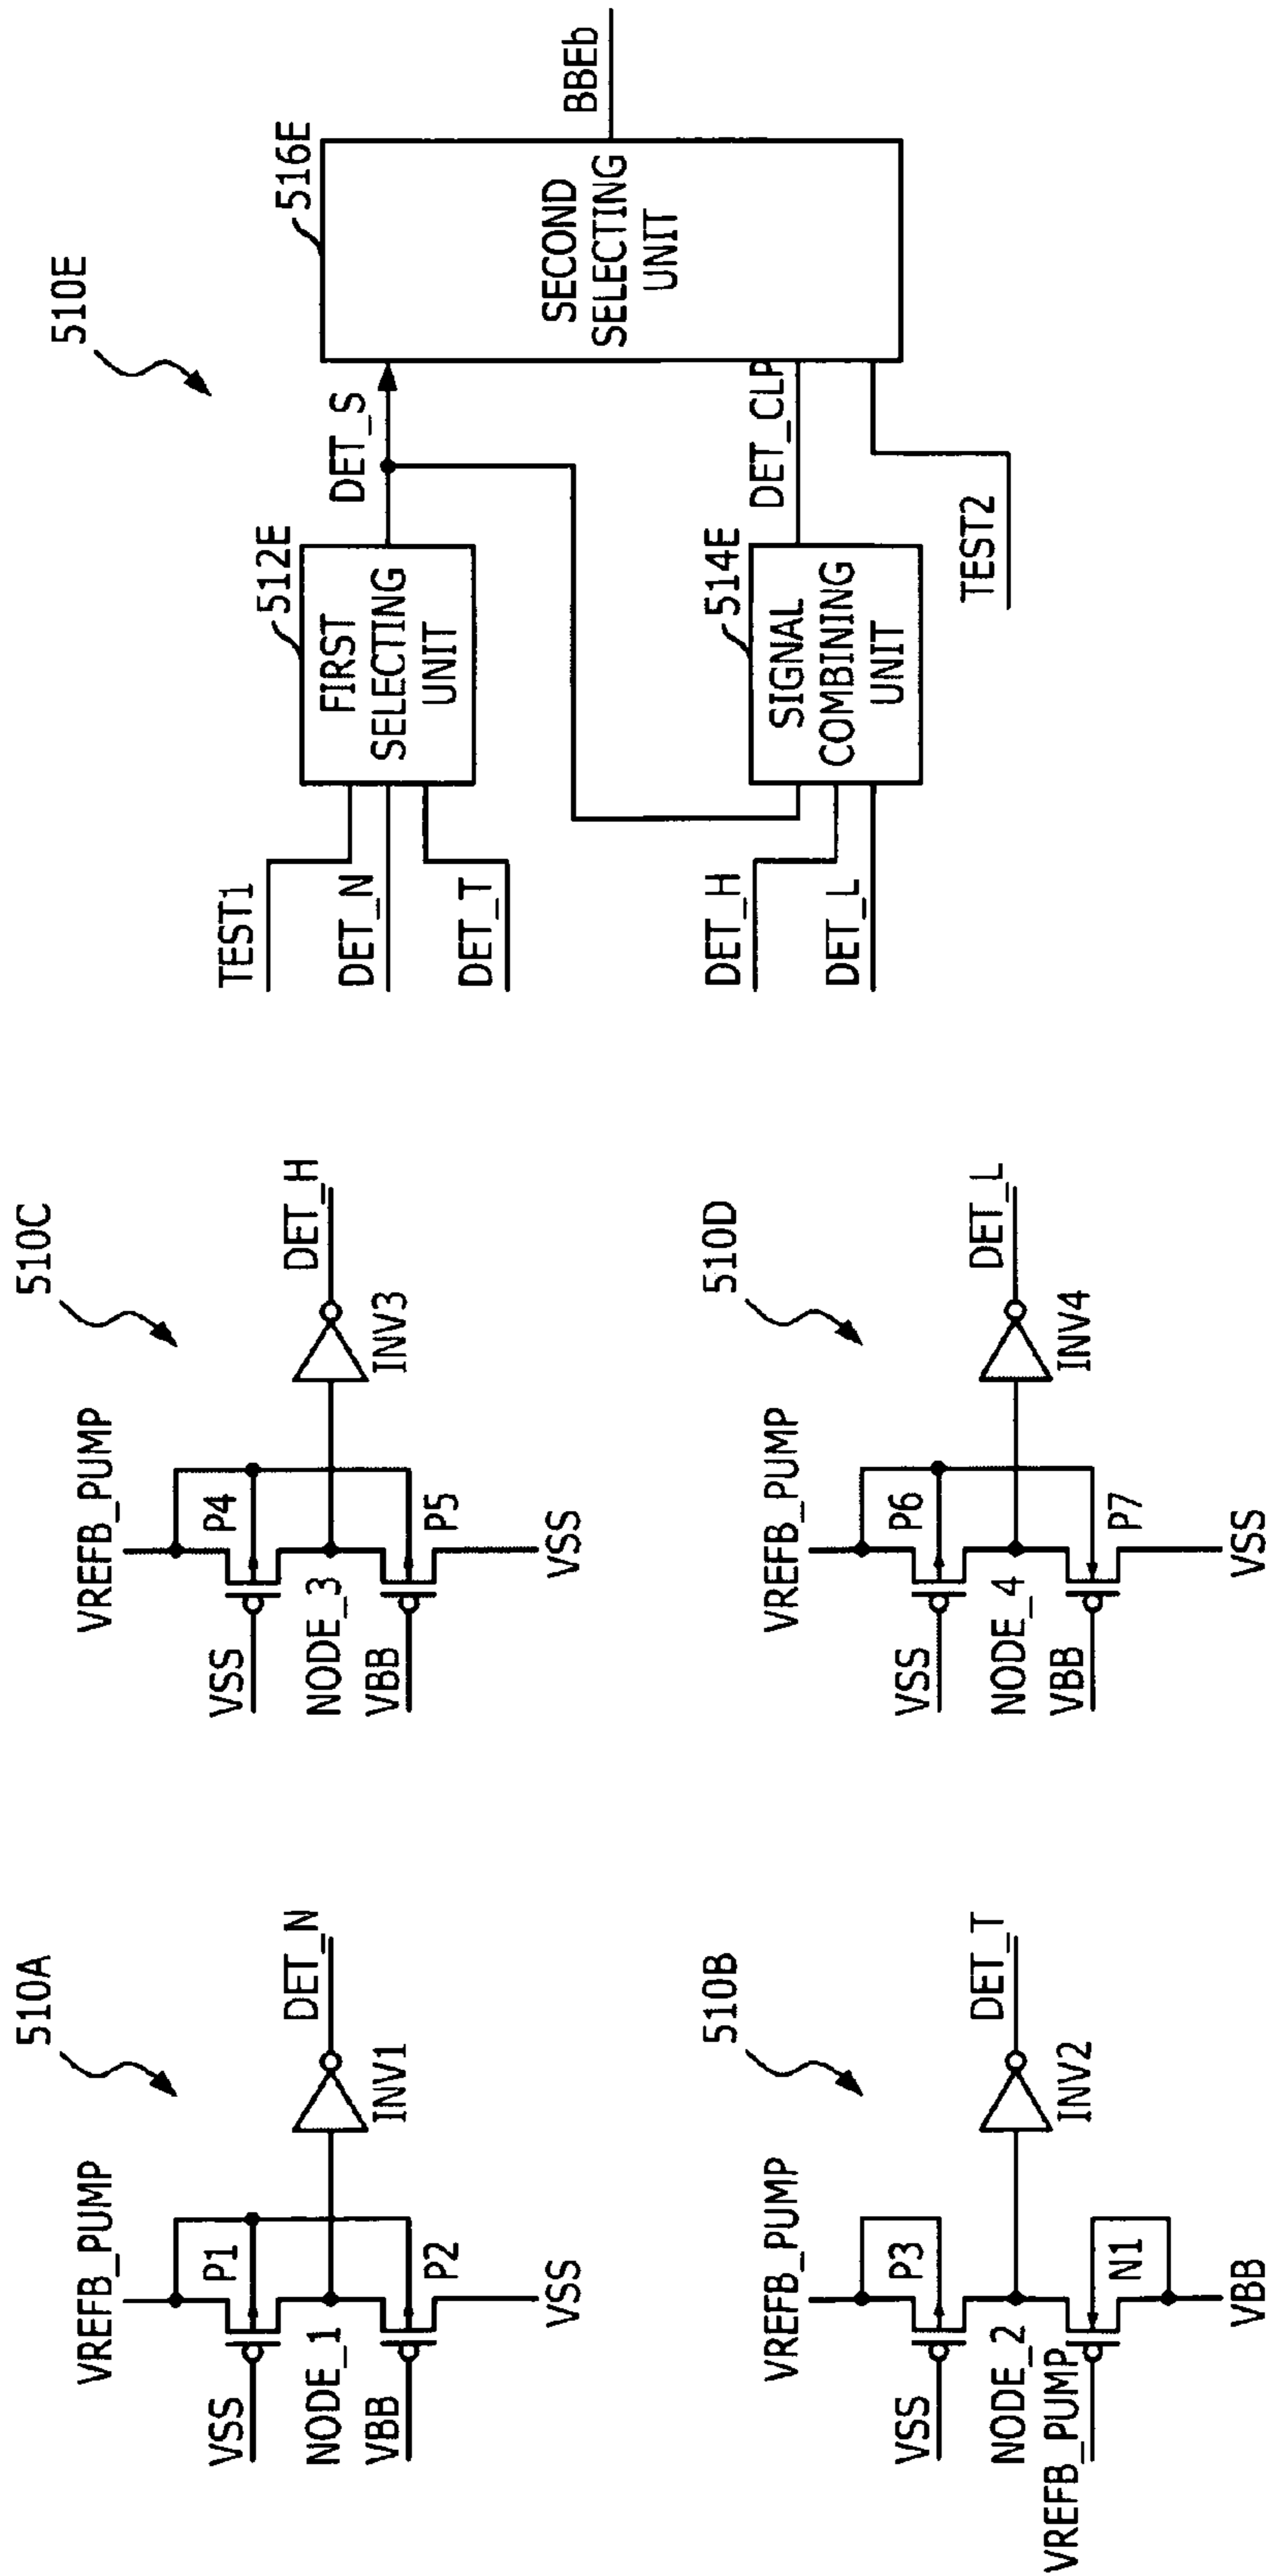 510A
VREFB_PUMP
P1
VSS
NODE_1
DET_N
INV1
VBB
P2
VSS
510B
VREFB_PUMP
P3
VSS
NODE_2
DET_T
INV2
VREFB_PUMP
N1
VBB
510C
VREFB_PUMP
P4
VSS
NODE_3
DET_H
INV3
VBB
P5
VSS
510D
VREFB_PUMP
P6
VSS
NODE_4
DET_L
INV4
VBB
P7
VSS
510E
TEST1
DET_N
DET_T
512E
FIRST
SELECTING
UNIT
DET_S
516E
SECOND
SELECTING
UNIT
BBEb
DET_H
DET_L
514E
SIGNAL
COMBINING
UNIT
DET_CLP
TEST2